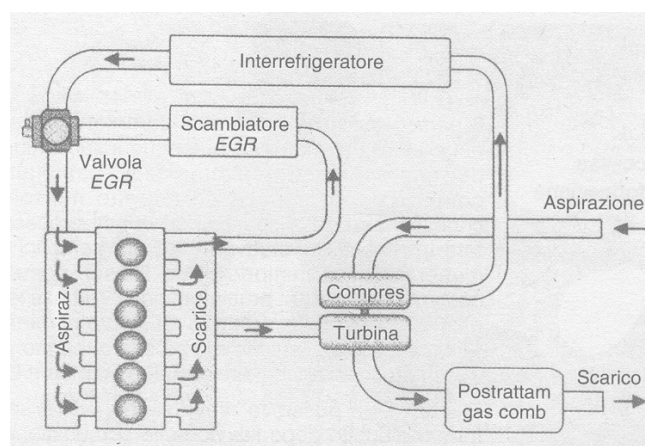 Interrefrigeratore
Scambiatore
EGR
Valvola
EGR
Aspirazione
Compres
Turbina
Aspiraz.
Scarico
Postrattam
gas comb
Scarico